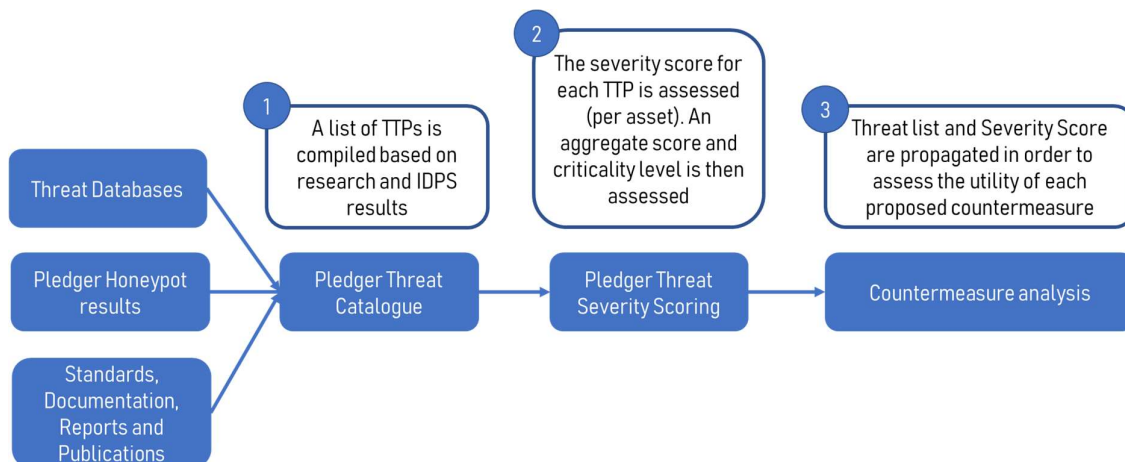 1
A list of TTPs is
compiled based on
research and IDPS
results
2
The severity score for
each TTP is assessed
(per asset). An
aggregate score and
criticality level is then
assessed
3
Threat list and Severity Score
are propagated in order to
assess the utility of each
proposed countermeasure
Threat Databases
Pledger Honeypot
results
Standards,
Documentation,
Reports and
Publications
Pledger Threat
Catalogue
Pledger Threat
Severity Scoring
Countermeasure analysis